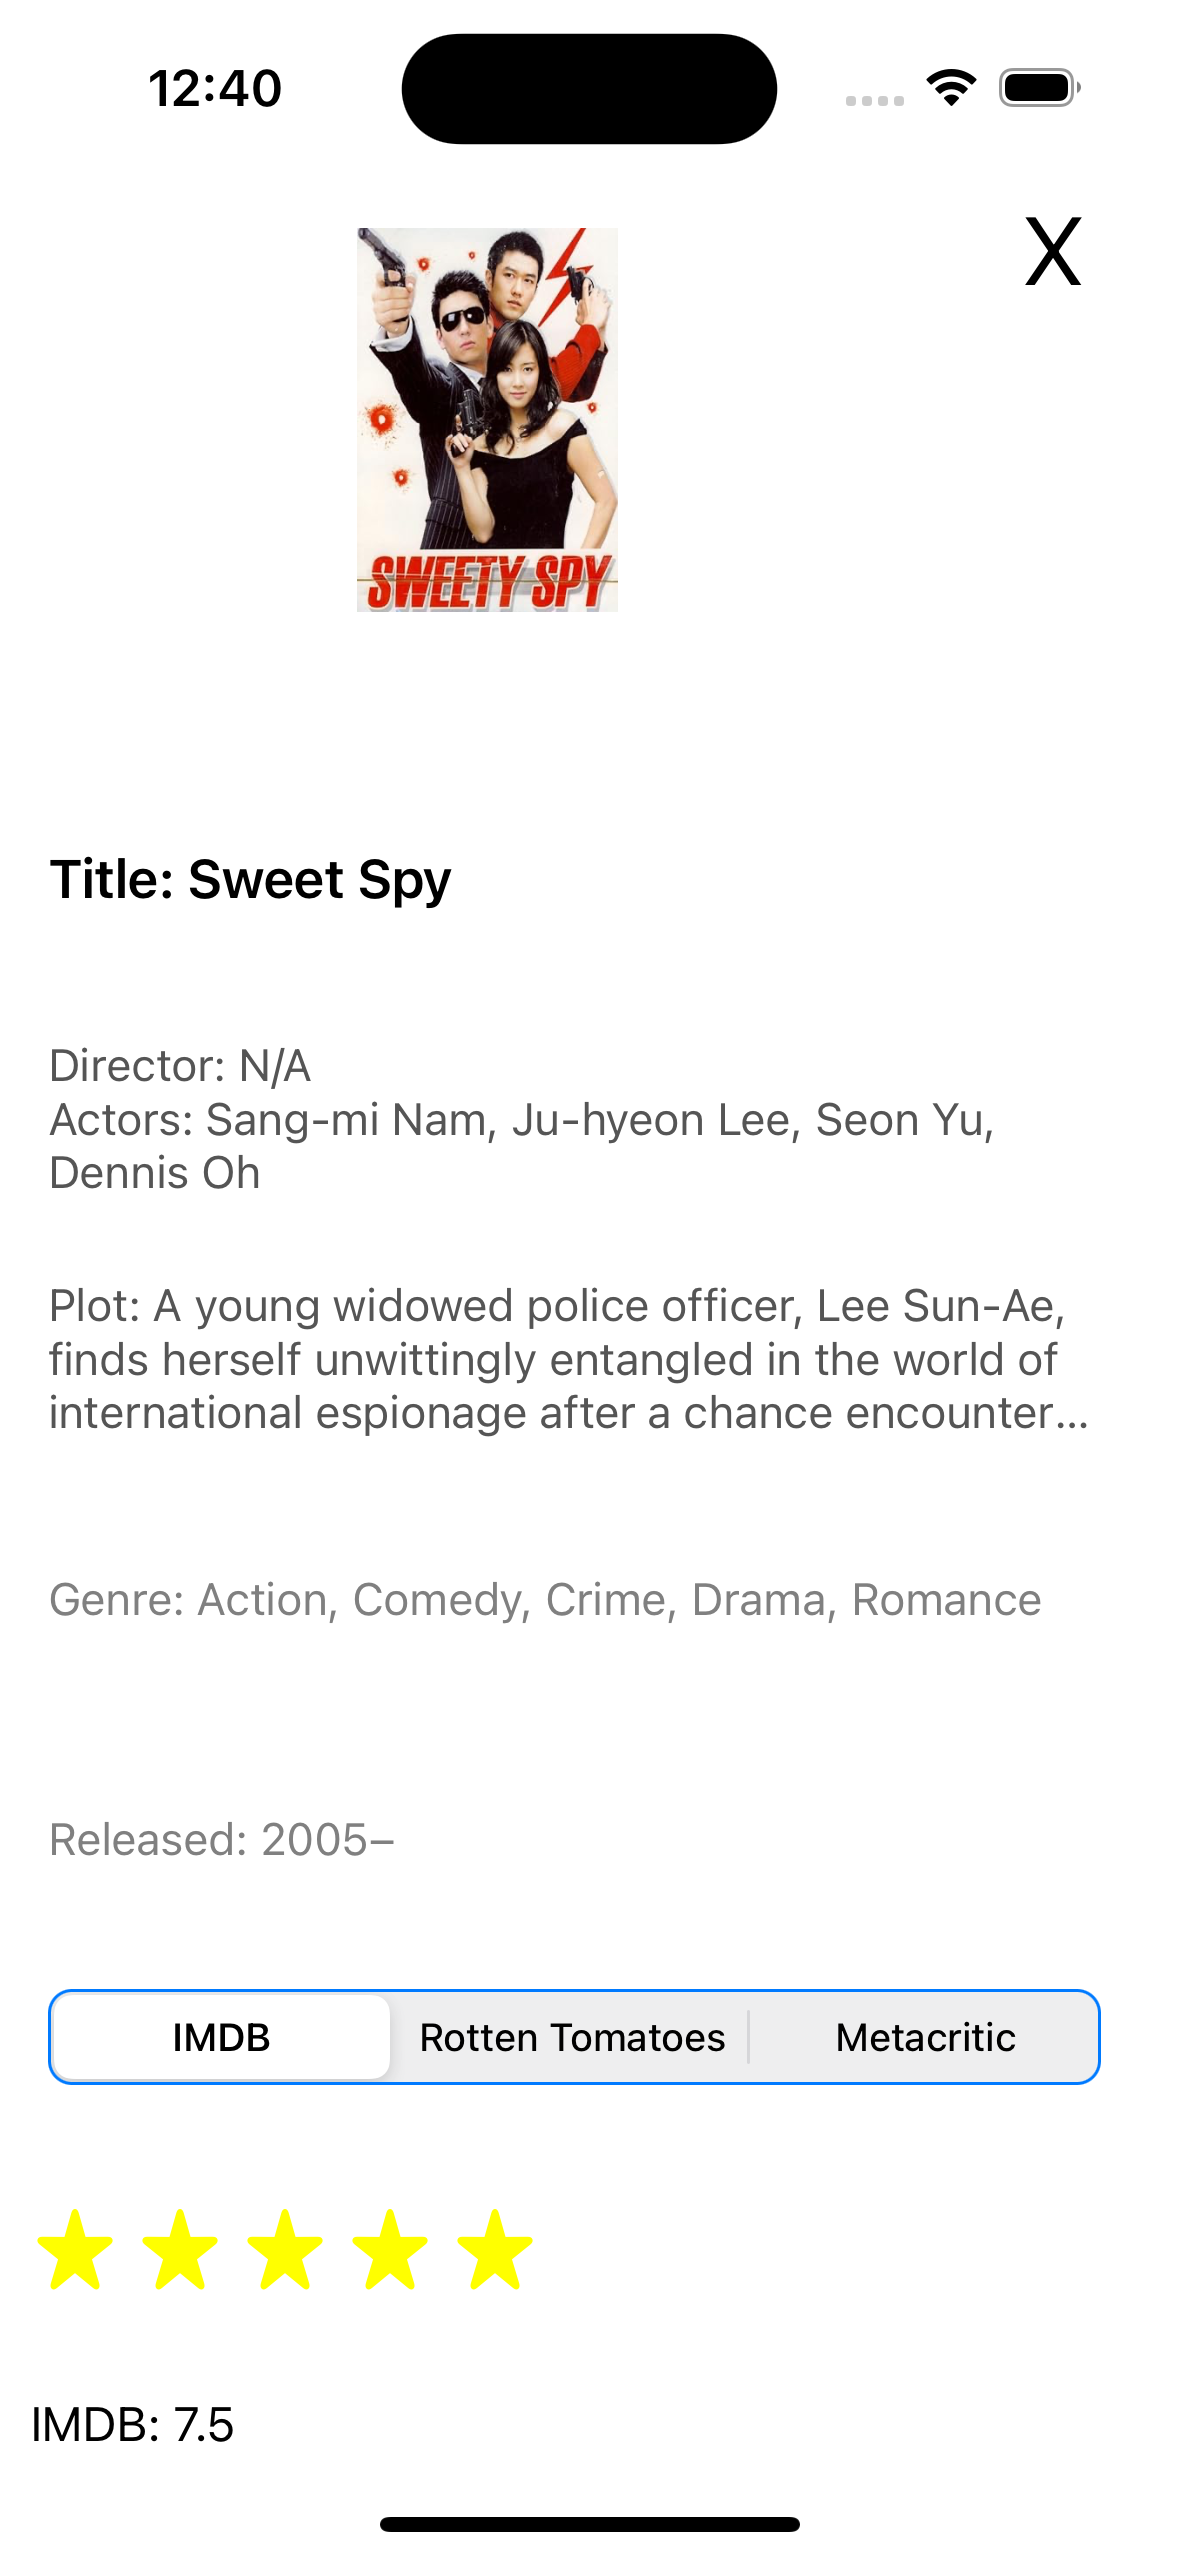 12:40
X
SWEETY SPY
Title: Sweet Spy
Director: N/A
Actors: Sang-mi Nam, Ju-hyeon Lee, Seon Yu,
Dennis Oh
Plot: A young widowed police officer, Lee Sun-Ae,
finds herself unwittingly entangled in the world of
international espionage after a chance encounter...
Genre: Action, Comedy, Crime, Drama, Romance
Released: 2005–
IMDB Rotten Tomatoes Metacritic
IMDB: 7.5